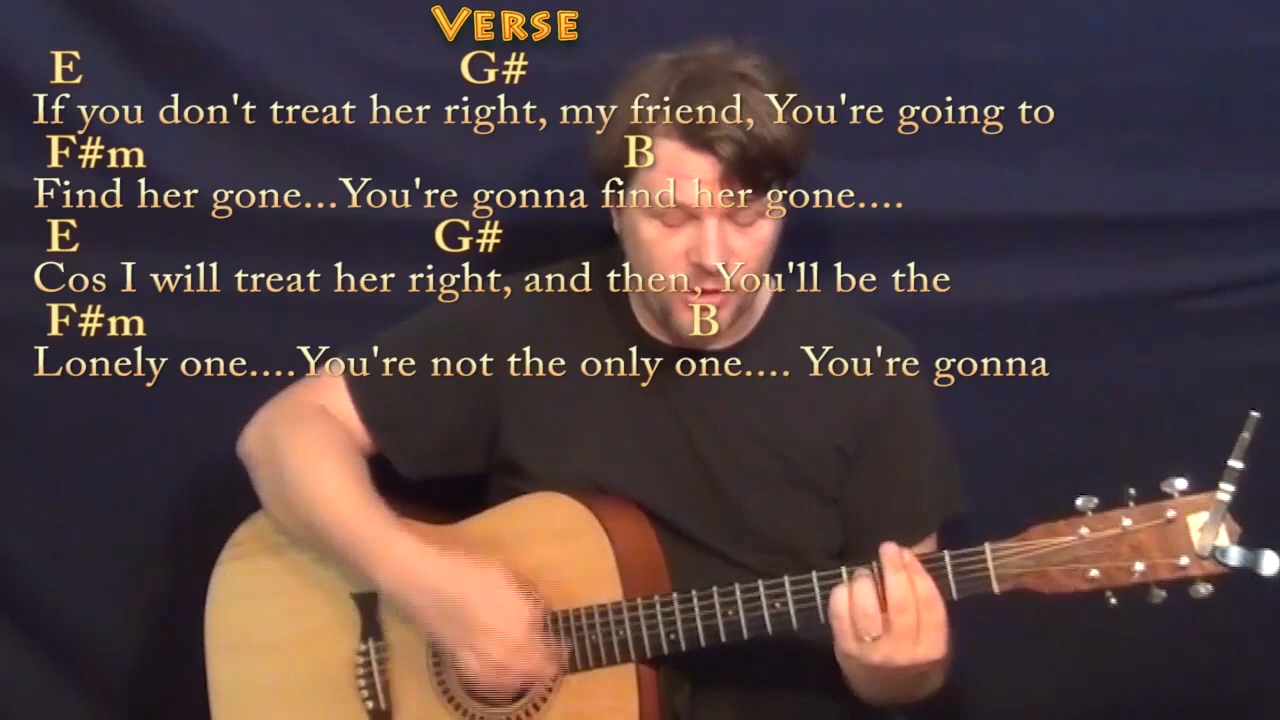 VERSE
E G#
If you don't treat her right, my friend, You're going to
F#m B
Find her gone...You're gonna find her gone....
E G#
Cos I will treat her right, and then, You'll be the
F#m B
Lonely one....You're not the only one.... You're gonna